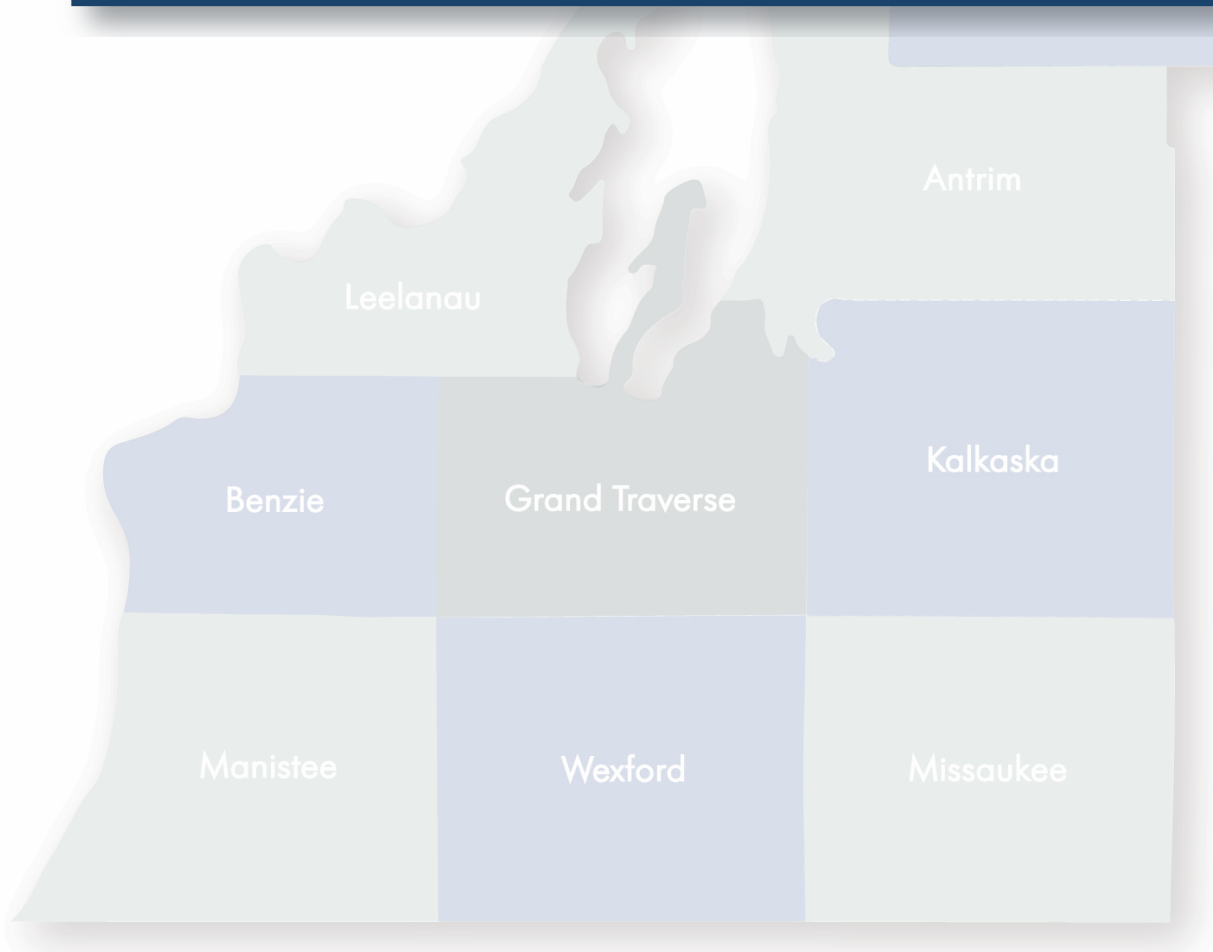 Antrim
Leelanau
Kalkaska
Benzie
Grand Traverse
Manistee
Wexford
Missaukee